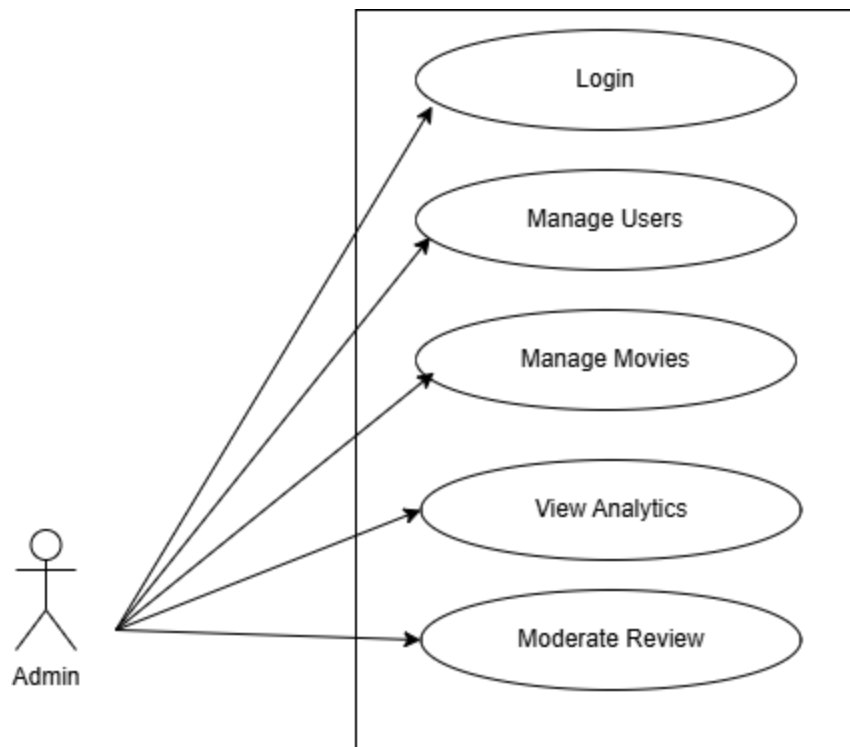 Login
Manage Users
Manage Movies
View Analytics
Moderate Review
Admin